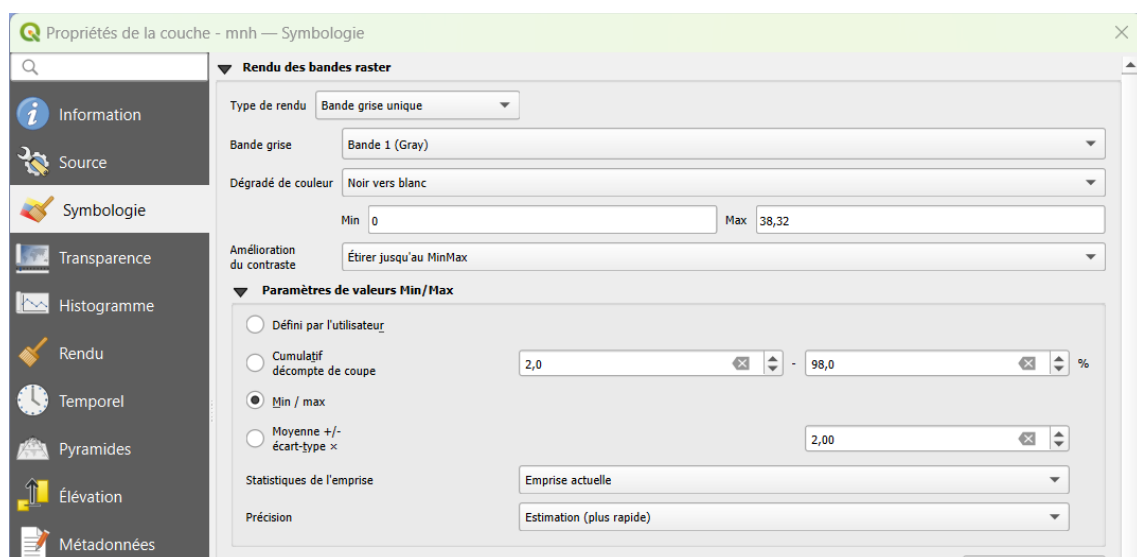 Propriétés de la couche - mnh — Symbologie
Information
Source
Symbologie
Transparence
Histogramme
Rendu
Temporel
Pyramides
Élévation
Métadonnées
Rendu des bandes raster
Type de rendu Bande grise unique
Bande grise Bande 1 (Gray)
Dégradé de couleur Noir vers blanc
Min 0 Max 38,32
Amélioration
du contraste Étirer jusqu'au MinMax
Paramètres de valeurs Min/Max
Défini par l'utilisateur
Cumulatif
décompte de coupe 2,0 - 98,0 %
Min / max
Moyenne +/-
écart-type × 2,00
Statistiques de l'emprise Emprise actuelle
Précision Estimation (plus rapide)